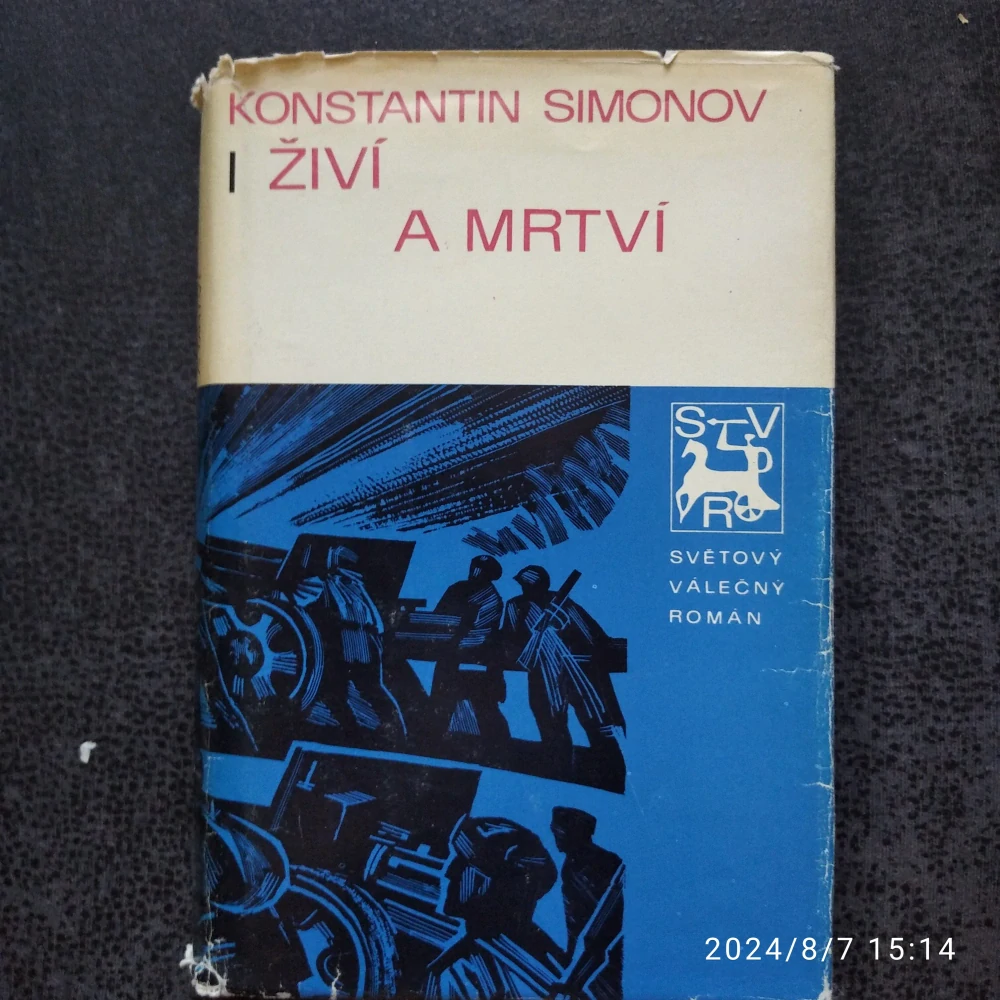 KONSTANTIN SIMONOV
I ŽIVÍ
A MRTVÍ
S V
R
SVĚTOVÝ
VÁLEČNÝ
ROMÁN
2024/8/7 15:14